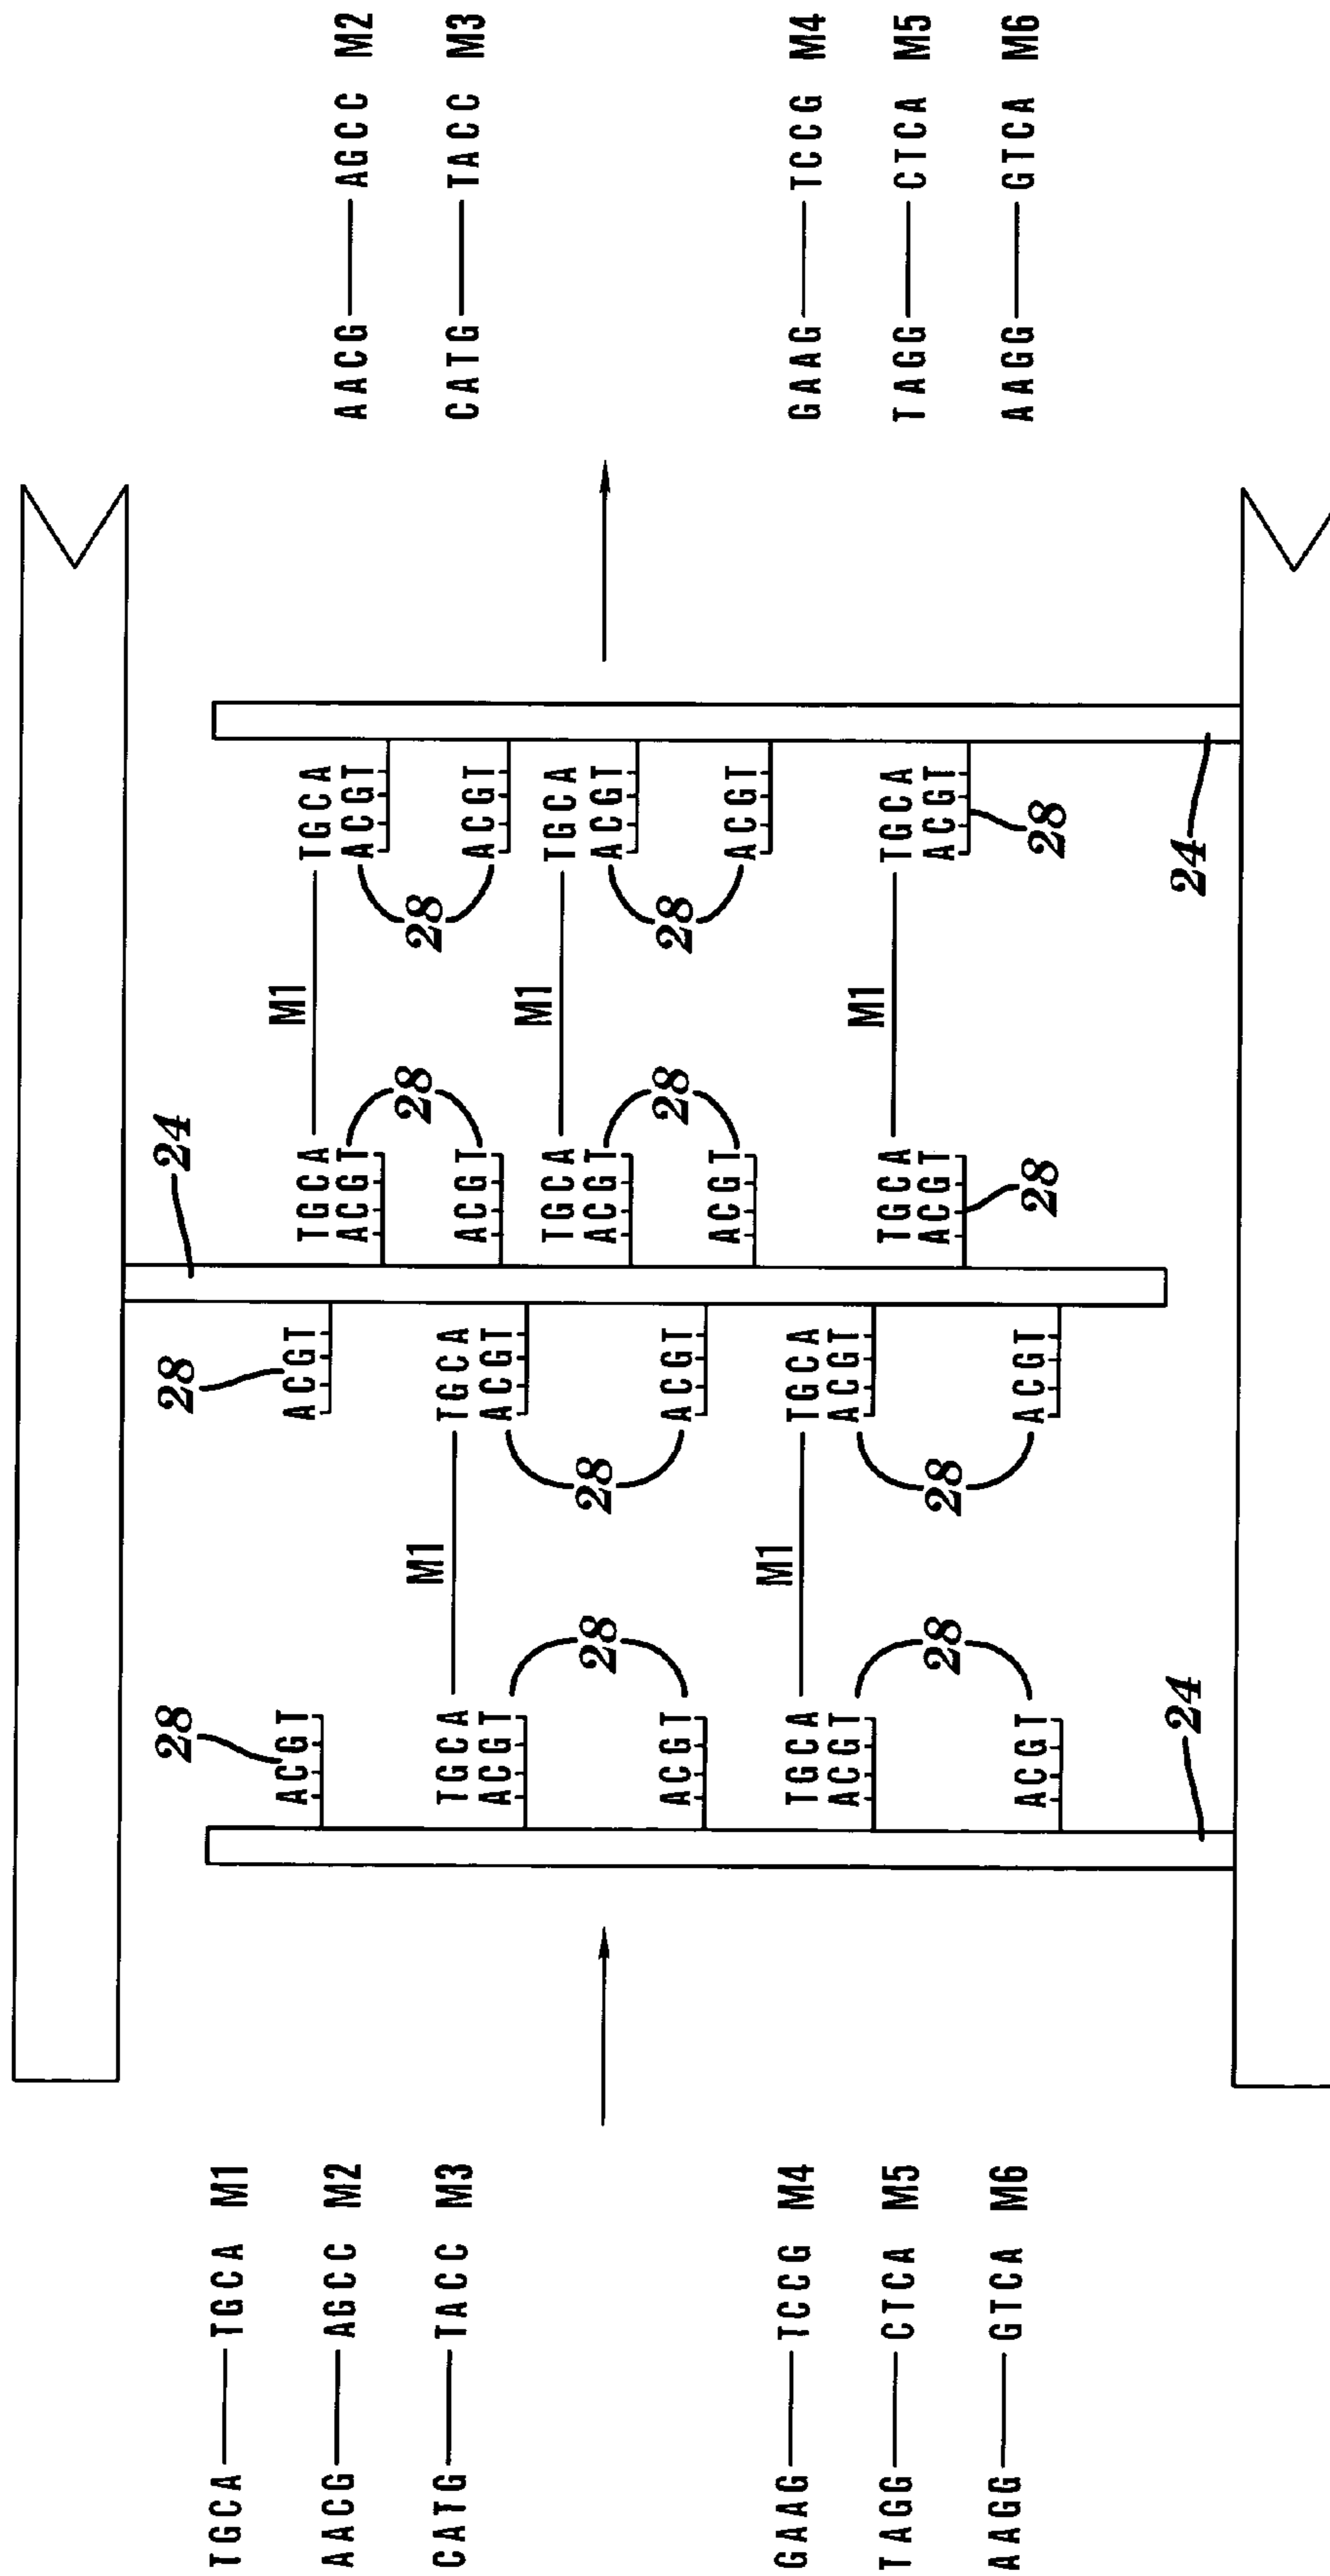 TGCA — TGCA M1
AACG — AGCC M2
CATG — TACC M3
GAAG — TCCG M4
TAGG — CTCA M5
AAGG — GTCA M6
24
28
ACGT
28
ACGT
M1
TGCA
TGCA
ACGT
ACGT
28
28
ACGT
ACGT
M1
TGCA
TGCA
ACGT
ACGT
28
28
ACGT
ACGT
24
24
M1
TGCA
TGCA
ACGT
ACGT
28
28
ACGT
ACGT
M1
TGCA
TGCA
ACGT
ACGT
28
28
ACGT
ACGT
M1
TGCA
TGCA
ACGT
ACGT
28
28
24
AACG — AGCC M2
CATG — TACC M3
GAAG — TCCG M4
TAGG — CTCA M5
AAGG — GTCA M6